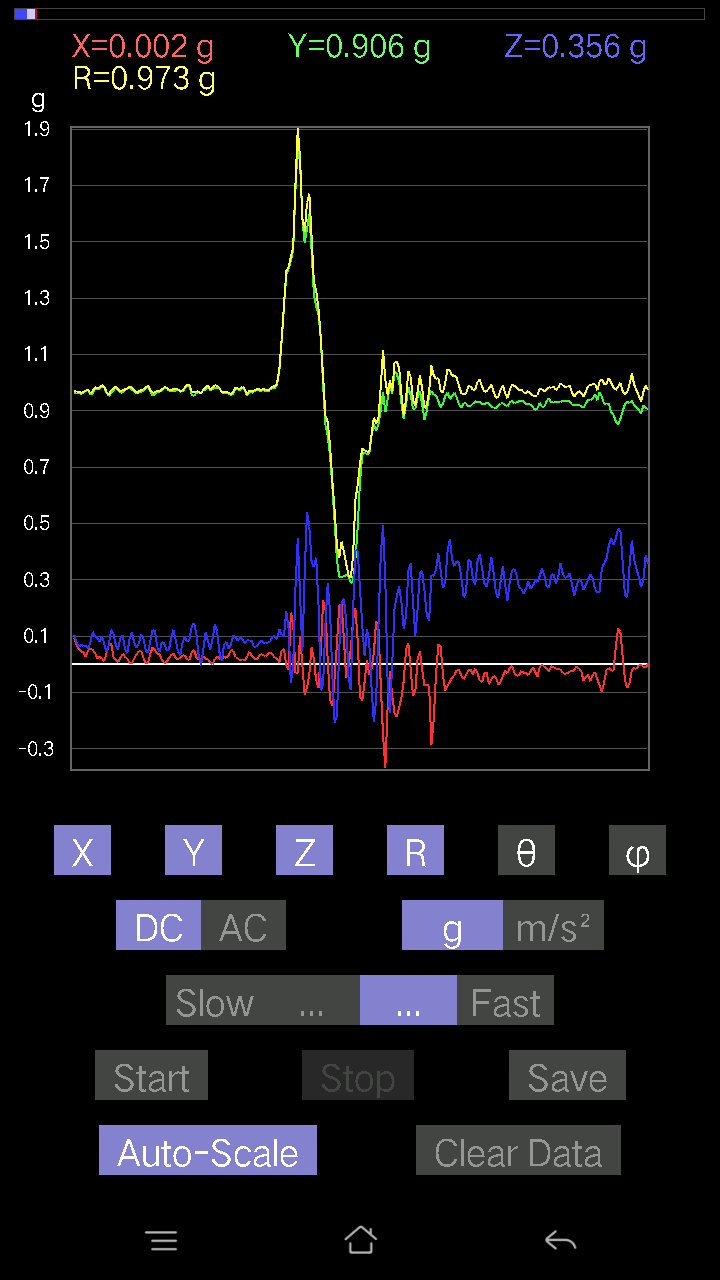 X=0.002 g Y=0.906 g Z=0.356 g
R=0.973 g
g
1.9
1.7
1.5
1.3
1.1
0.9
0.7
0.5
0.3
0.1
-0.1
-0.3
X Y Z R θ φ
DC AC g m/s²
Slow ... ... Fast
Start Stop Save
Auto-Scale Clear Data